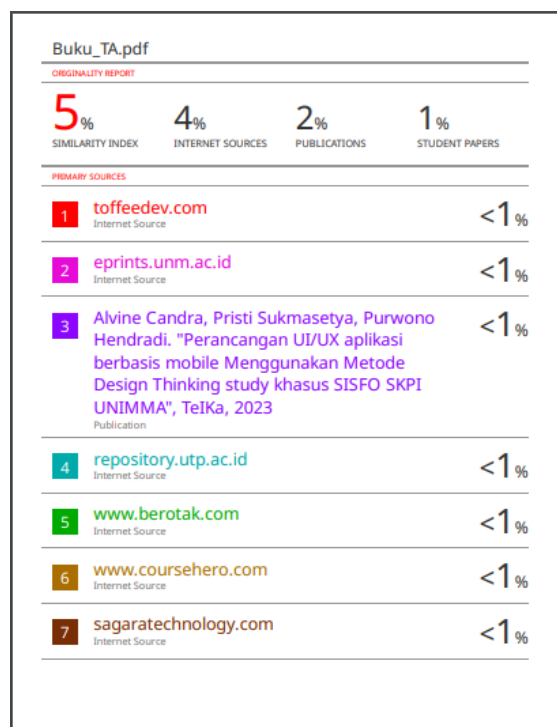 Buku_TA.pdf
ORIGINALITY REPORT
5%
4%
2%
1%
SIMILARITY INDEX
INTERNET SOURCES
PUBLICATIONS
STUDENT PAPERS
PRIMARY SOURCES
1 toffeedev.com <1%
Internet Source
2 eprints.unm.ac.id <1%
Internet Source
3 Alvine Candra, Pristi Sukmasetya, Purwono <1%
Hendradi. "Perancangan UI/UX aplikasi
berbasis mobile Menggunakan Metode
Design Thinking study khasus SISFO SKPI
UNIMMA", TeIKa, 2023
Publication
4 repository.utp.ac.id <1%
Internet Source
5 www.berotak.com <1%
Internet Source
6 www.coursehero.com <1%
Internet Source
7 sagaratechnology.com <1%
Internet Source